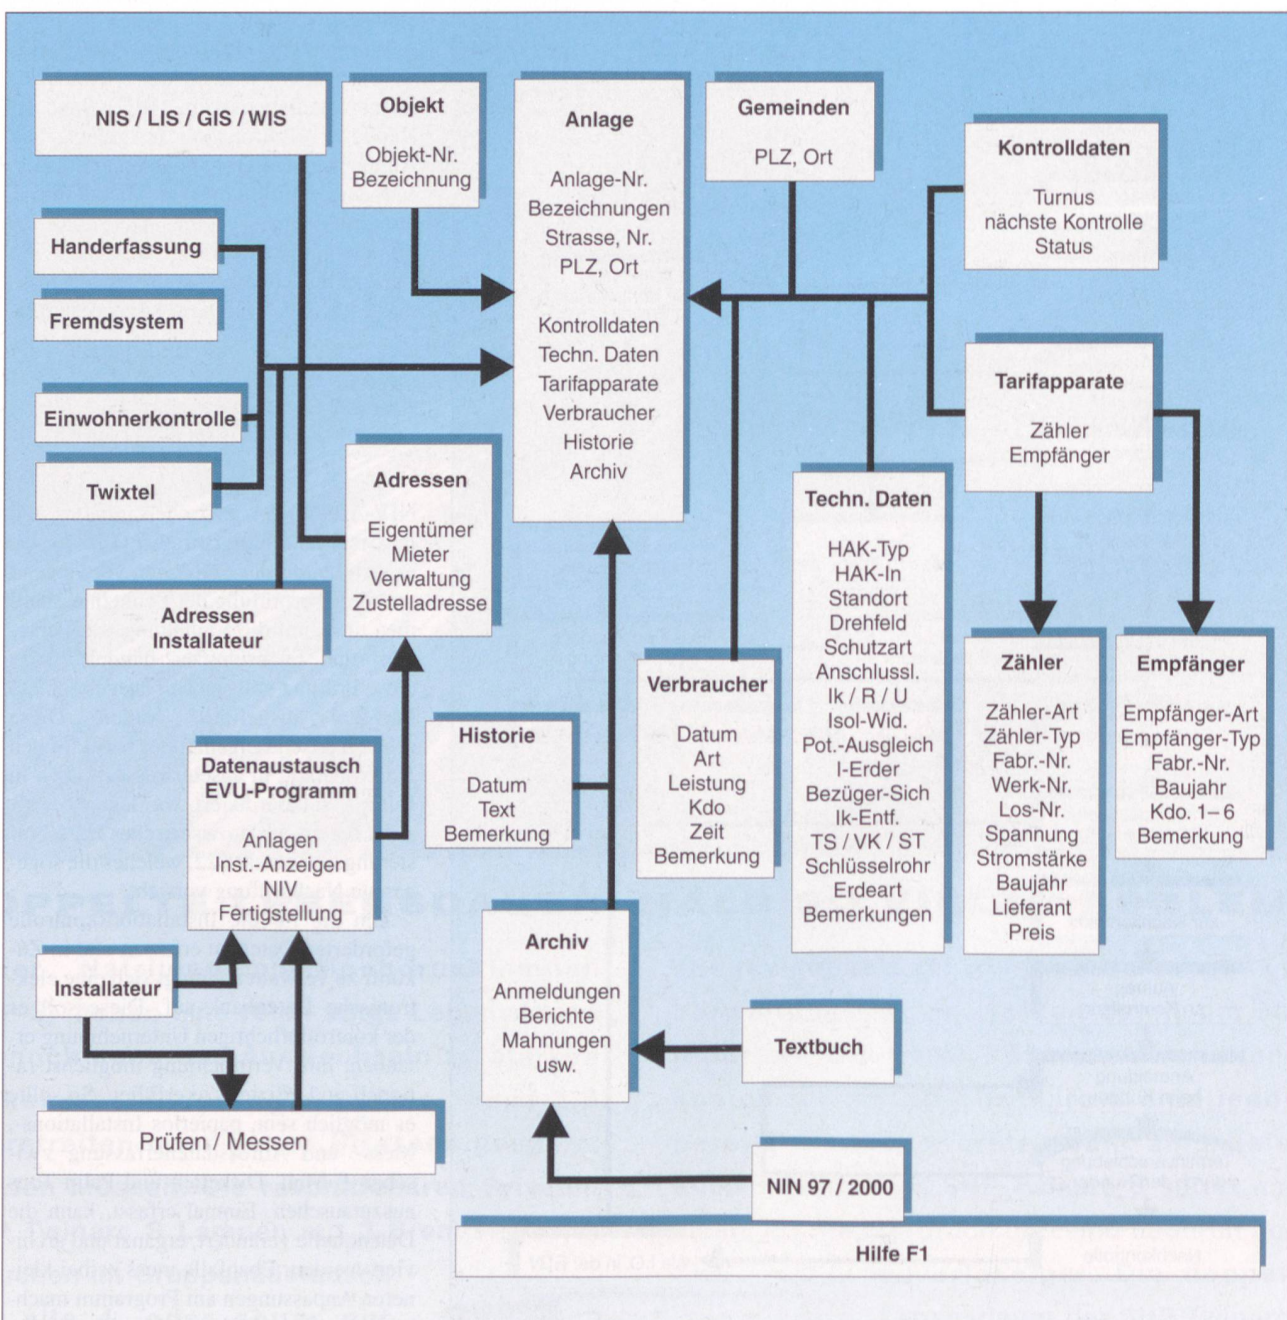 NIS / LIS / GIS / WIS
Objekt
Objekt-Nr.
Bezeichnung
Anlage
Anlage-Nr.
Bezeichnungen
Strasse, Nr.
PLZ, Ort
Kontrolldaten
Techn. Daten
Tarifapparate
Verbraucher
Historie
Archiv
Gemeinden
PLZ, Ort
Kontrolldaten
Turnus
nächste Kontrolle
Status
Handerfassung
Fremdsystem
Einwohnerkontrolle
Twixtel
Adressen
Installateur
Adressen
Eigentümer
Mieter
Verwaltung
Zustelladresse
Tarifapparate
Zähler
Empfänger
Techn. Daten
HAK-Typ
HAK-In
Standort
Drehfeld
Schutzart
Anschlussl.
Ik / R / U
Isol-Wid.
Pot.-Ausgleich
I-Erder
Bezüger-Sich
Ik-Entf.
TS / VK / ST
Schlüsselrohr
Erdeart
Bemerkungen
Verbraucher
Datum
Art
Leistung
Kdo
Zeit
Bemerkung
Zähler
Zähler-Art
Zähler-Typ
Fabr.-Nr.
Werk-Nr.
Los-Nr.
Spannung
Stromstärke
Baujahr
Lieferant
Preis
Empfänger
Empfänger-Art
Empfänger-Typ
Fabr.-Nr.
Baujahr
Kdo. 1–6
Bemerkung
Historie
Datum
Text
Bemerkung
Datenaustausch
EVU-Programm
Anlagen
Inst.-Anzeigen
NIV
Fertigstellung
Installateur
Prüfen / Messen
Archiv
Anmeldungen
Berichte
Mahnungen
usw.
Textbuch
NIN 97 / 2000
Hilfe F1